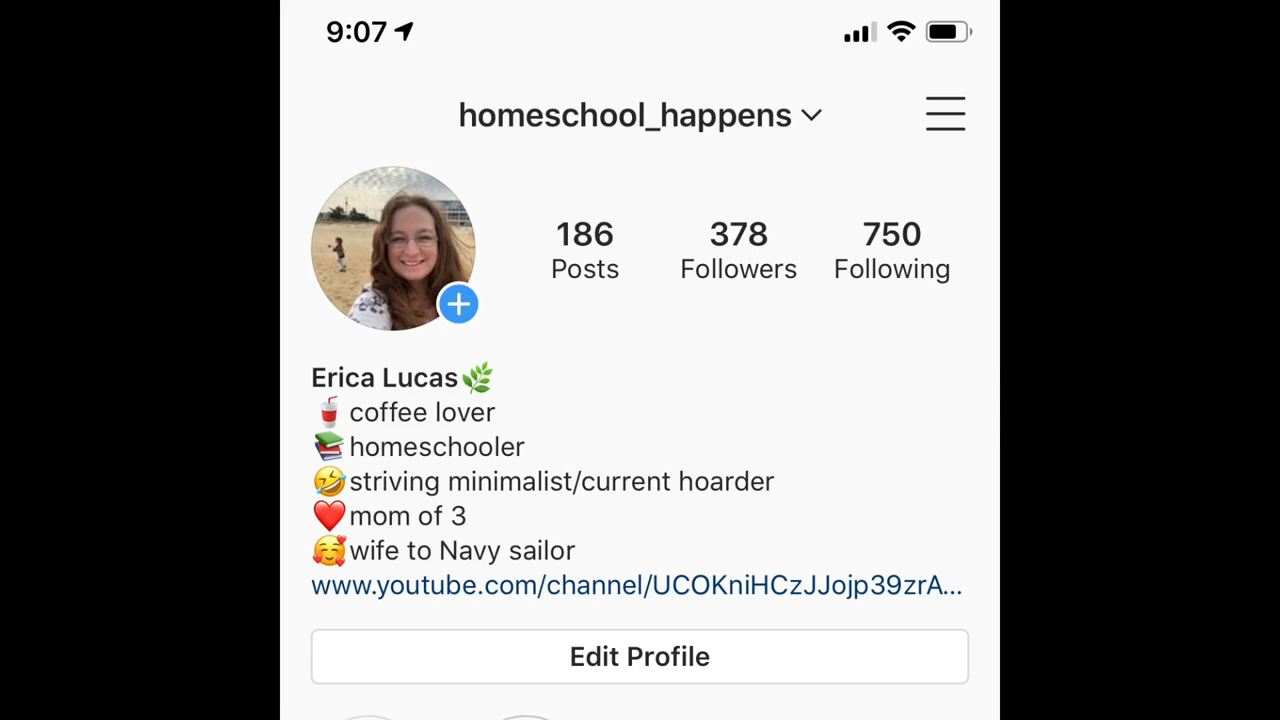 9:07
homeschool_happens
186 378 750
Posts Followers Following
Erica Lucas🌿
🥤coffee lover
📚homeschooler
🤣striving minimalist/current hoarder
❤️mom of 3
🥰wife to Navy sailor
www.youtube.com/channel/UCOKniHCzJJojp39zrA...
Edit Profile